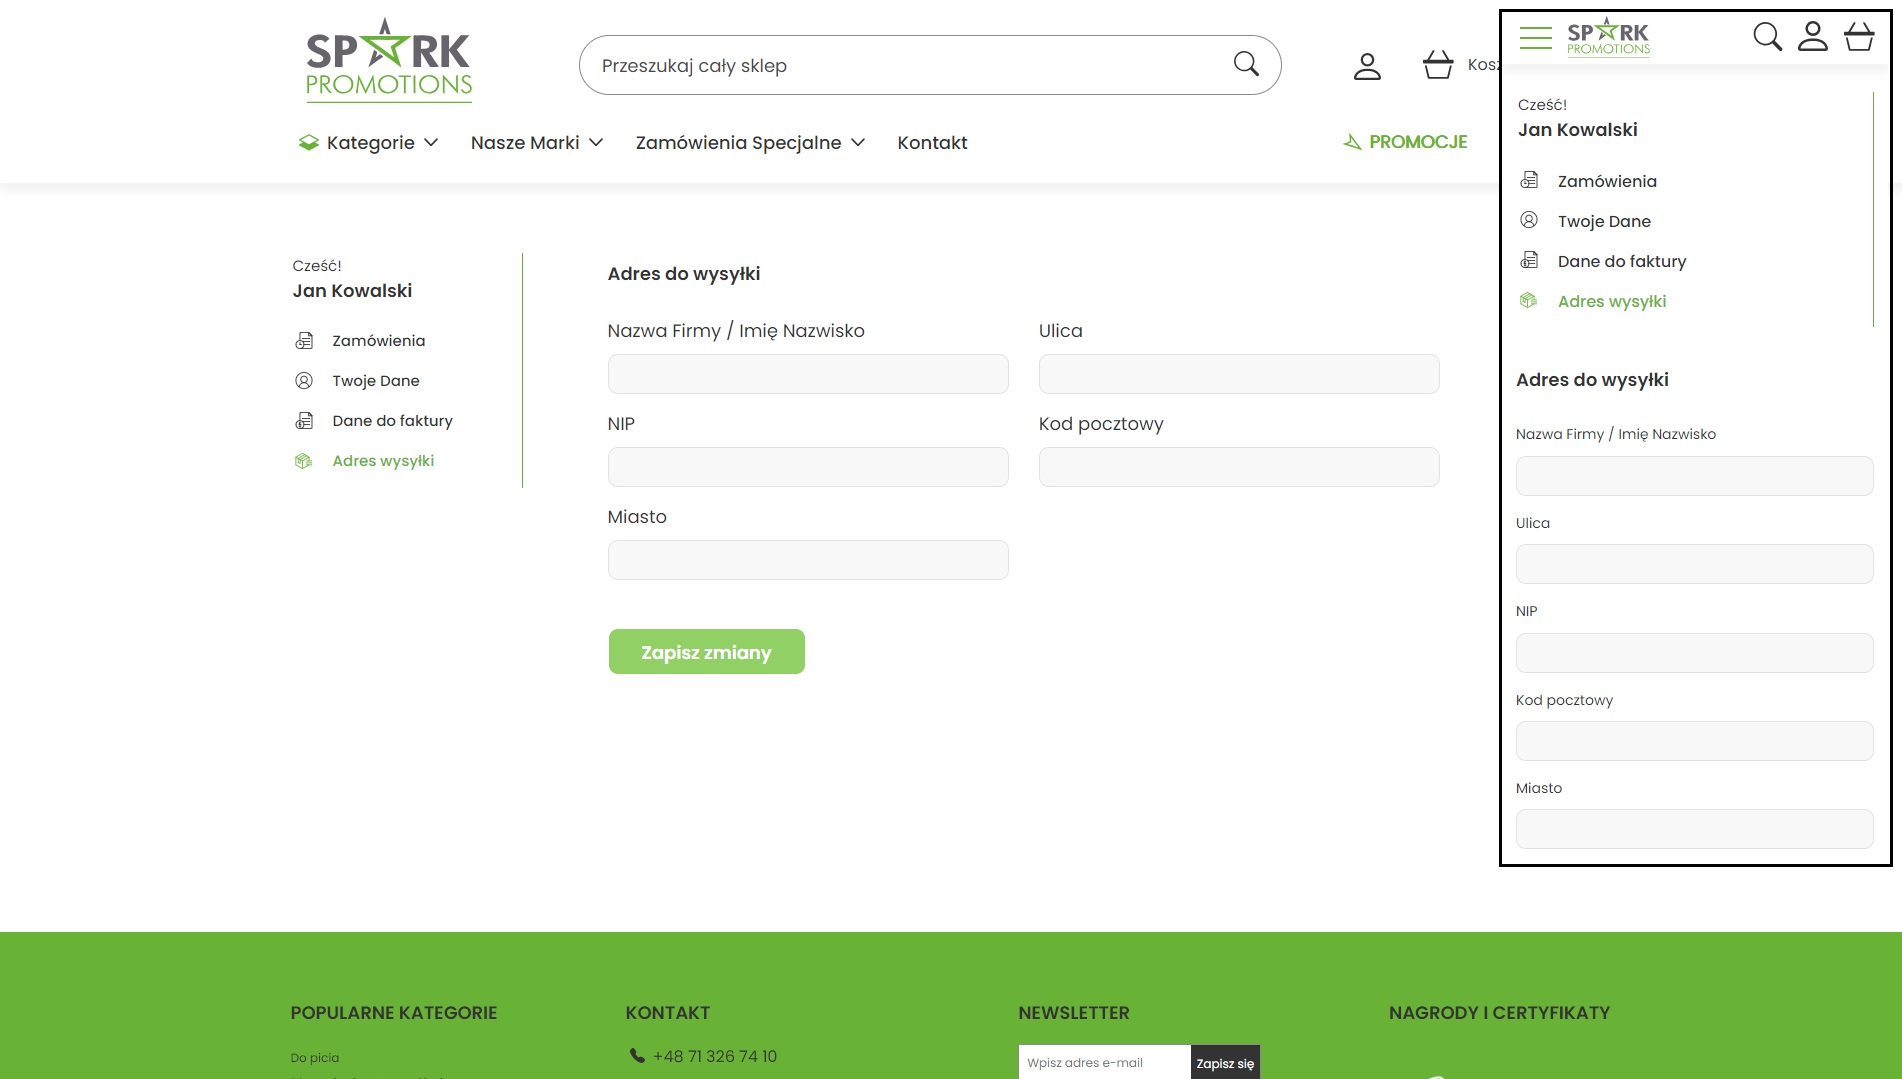 SPARK
PROMOTIONS
Przeszukaj cały sklep
Kategorie
Nasze Marki
Zamówienia Specjalne
Kontakt
PROMOCJE
Cześć!
Jan Kowalski
Zamówienia
Twoje Dane
Dane do faktury
Adres wysyłki
Adres do wysyłki
Nazwa Firmy / Imię Nazwisko
Ulica
NIP
Kod pocztowy
Miasto
Zapisz zmiany
SPARK
PROMOTIONS
Cześć!
Jan Kowalski
Zamówienia
Twoje Dane
Dane do faktury
Adres wysyłki
Adres do wysyłki
Nazwa Firmy / Imię Nazwisko
Ulica
NIP
Kod pocztowy
Miasto
POPULARNE KATEGORIE
Do picia
KONTAKT
+48 71 326 74 10
NEWSLETTER
Wpisz adres e-mail
Zapisz się
NAGRODY I CERTYFIKATY